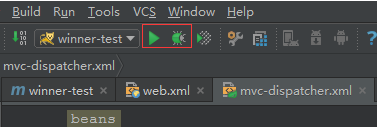 Build Run Tools VCS Window Help
winner-test
mvc-dispatcher.xml
m winner-test web.xml mvc-dispatcher.xml
beans